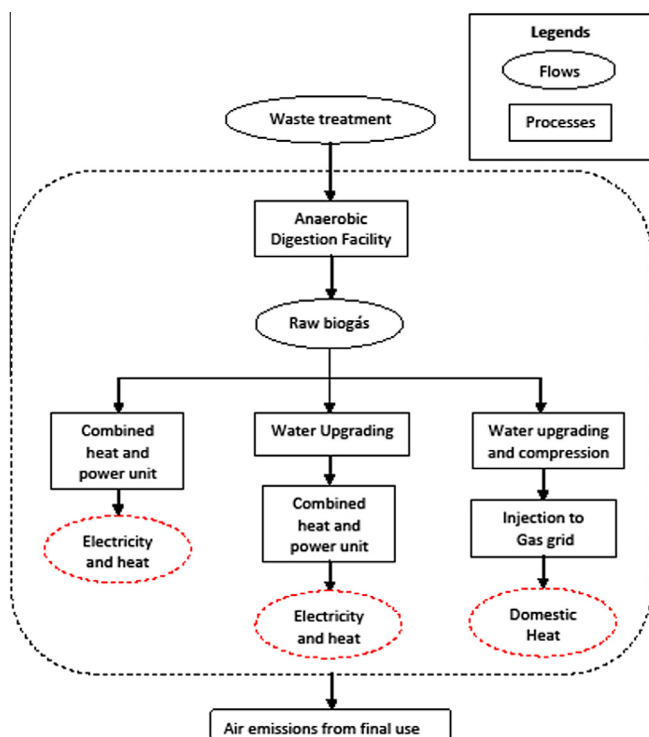 Legends
Flows
Processes
Waste treatment
Anaerobic
Digestion Facility
Raw biogás
Combined
heat and
power unit
Water Upgrading
Water upgrading
and compression
Electricity
and heat
Combined
heat and
power unit
Injection to
Gas grid
Electricity
and heat
Domestic
Heat
Air emissions from final use